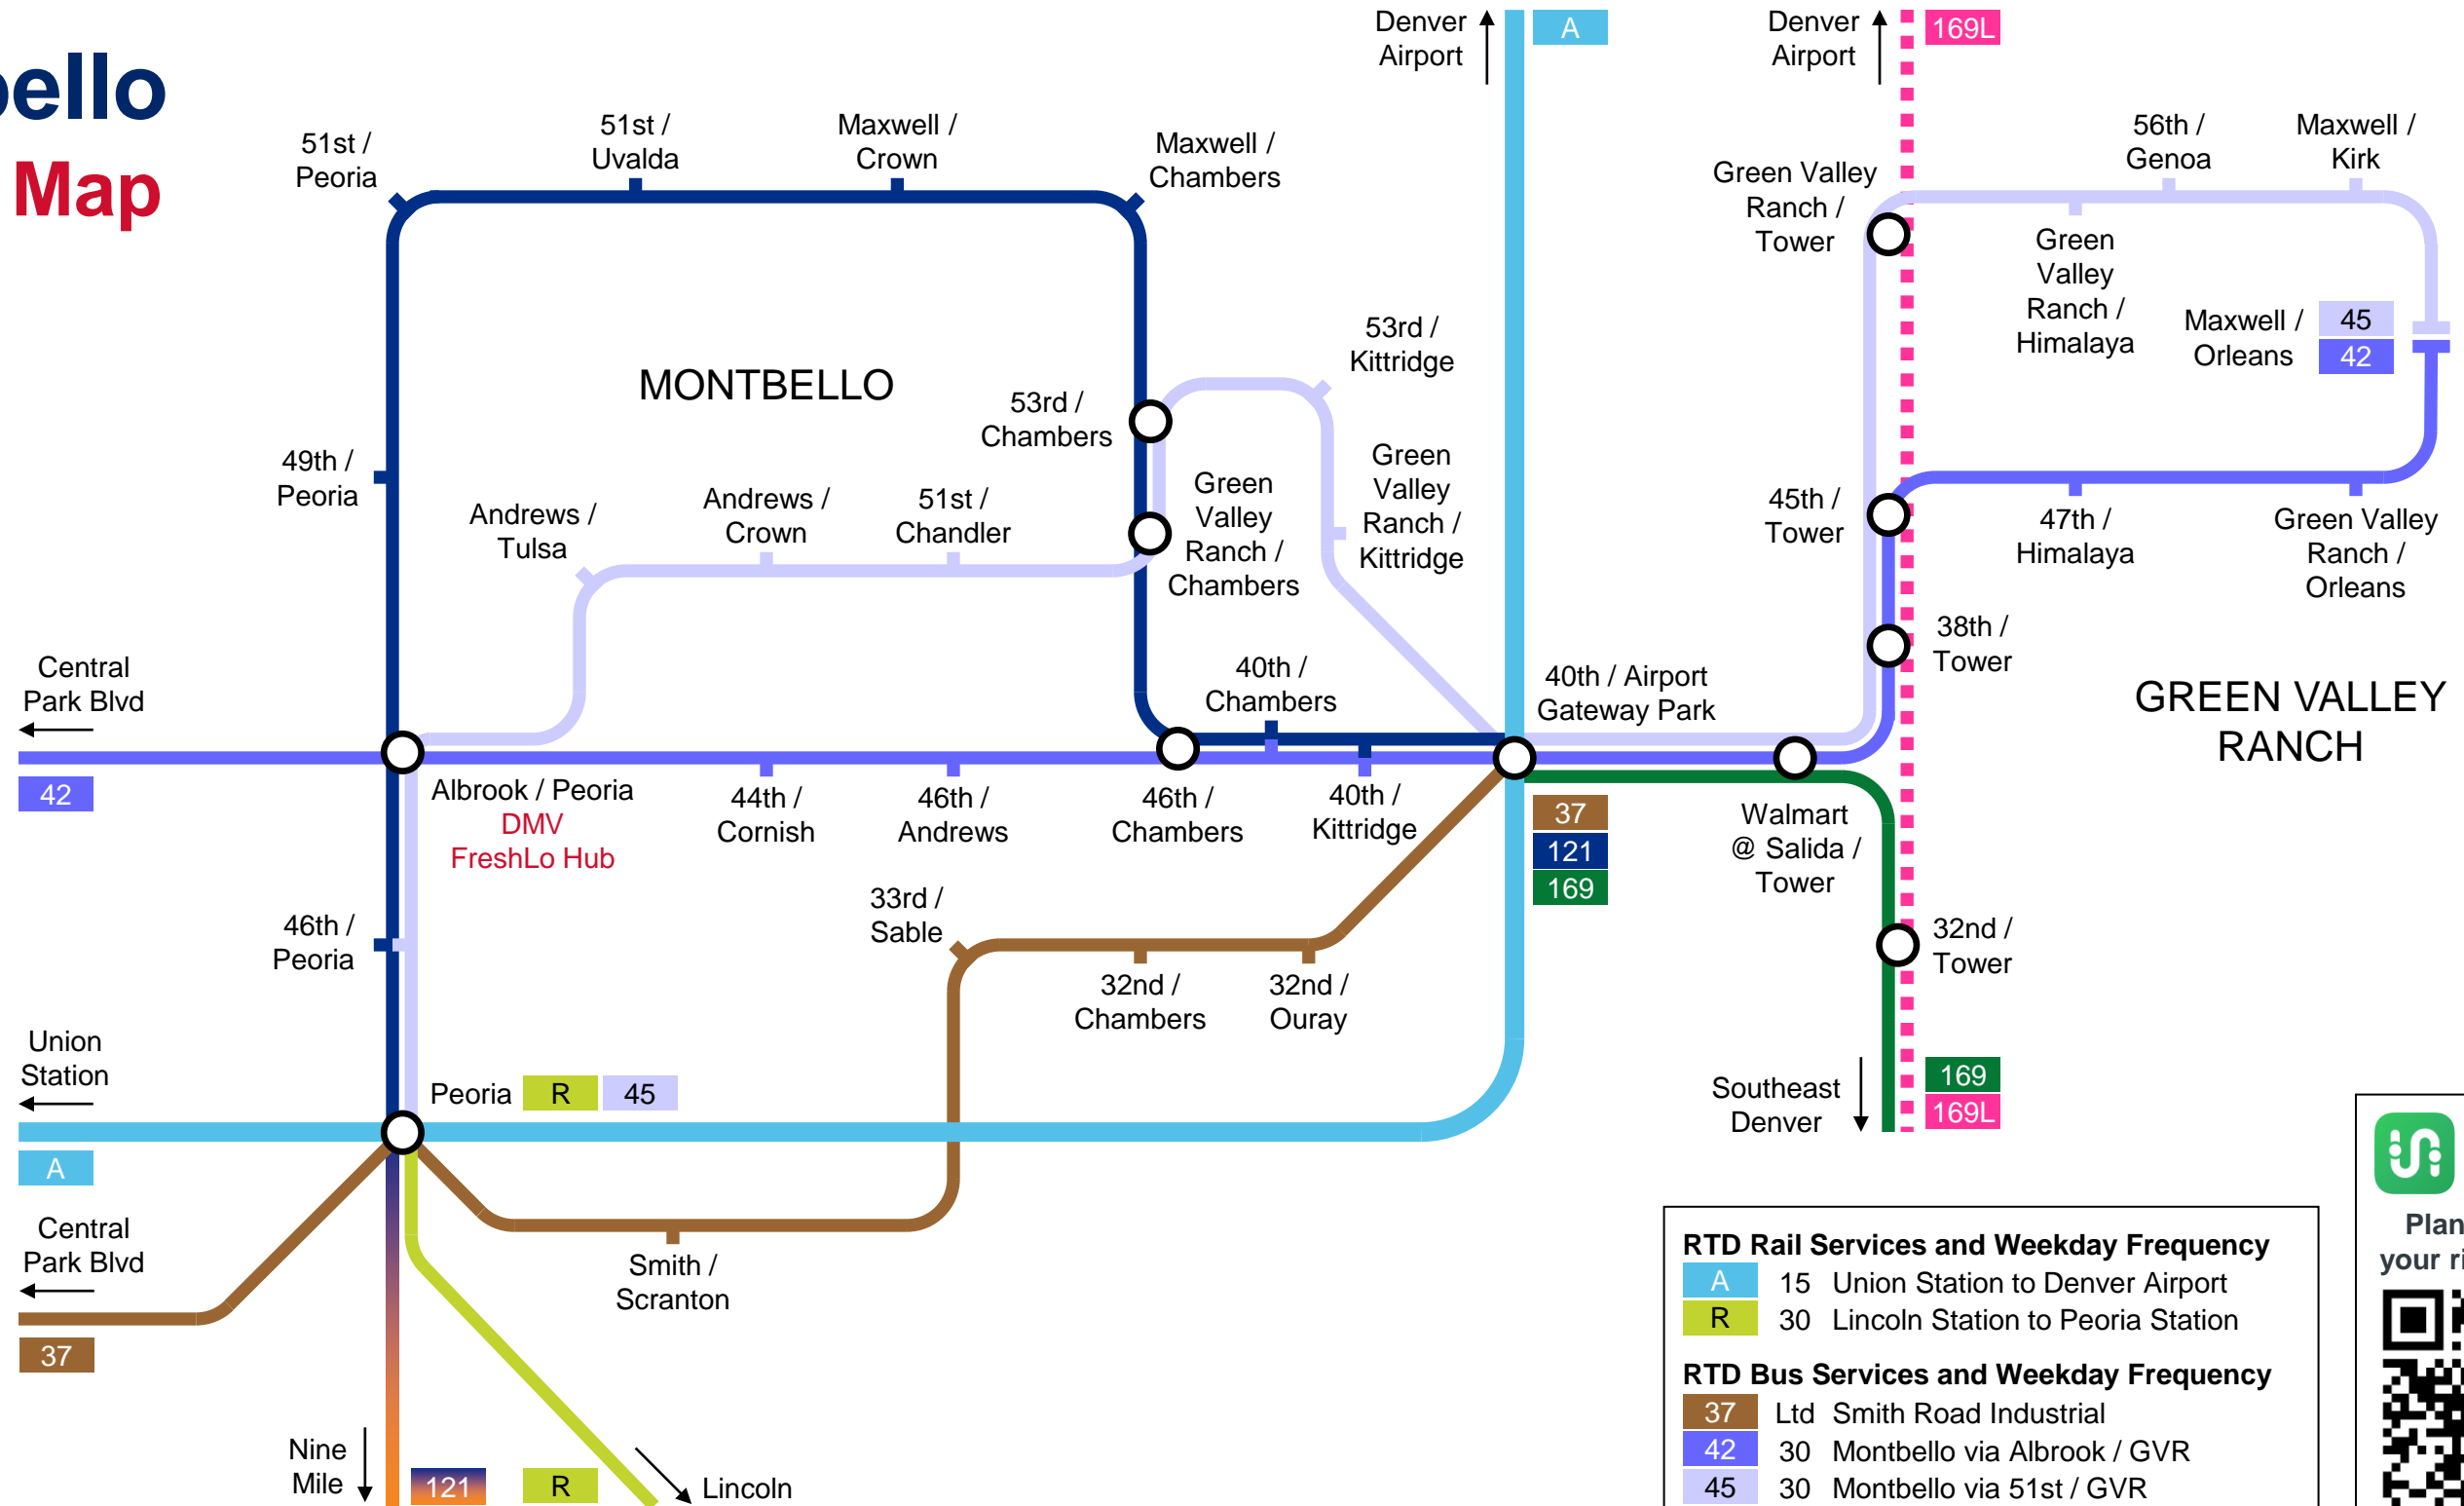 bello
Map
Denver
Airport
A
Denver
Airport
169L
51st /
Peoria
51st /
Uvalda
Maxwell /
Crown
Maxwell /
Chambers
Green Valley
Ranch /
Tower
56th /
Genoa
Maxwell /
Kirk
Green
Valley
Ranch /
Himalaya
Maxwell /
Orleans
45
42
MONTBELLO
53rd /
Kittridge
53rd /
Chambers
49th /
Peoria
Andrews /
Tulsa
Andrews /
Crown
51st /
Chandler
Green
Valley
Ranch /
Chambers
Green
Valley
Ranch /
Kittridge
45th /
Tower
47th /
Himalaya
Green Valley
Ranch /
Orleans
38th /
Tower
Central
Park Blvd
42
40th /
Chambers
40th / Airport
Gateway Park
GREEN VALLEY
RANCH
Albrook / Peoria
DMV
FreshLo Hub
44th /
Cornish
46th /
Andrews
46th /
Chambers
40th /
Kittridge
37
121
169
Walmart
@ Salida /
Tower
46th /
Peoria
33rd /
Sable
32nd /
Chambers
32nd /
Ouray
32nd /
Tower
Union
Station
A
Peoria
R
45
Southeast
Denver
169
169L
Central
Park Blvd
37
Smith /
Scranton
Nine
Mile
121
R
Lincoln
RTD Rail Services and Weekday Frequency
A 15 Union Station to Denver Airport
R 30 Lincoln Station to Peoria Station
RTD Bus Services and Weekday Frequency
37 Ltd Smith Road Industrial
42 30 Montbello via Albrook / GVR
45 30 Montbello via 51st / GVR
Plan
your ri